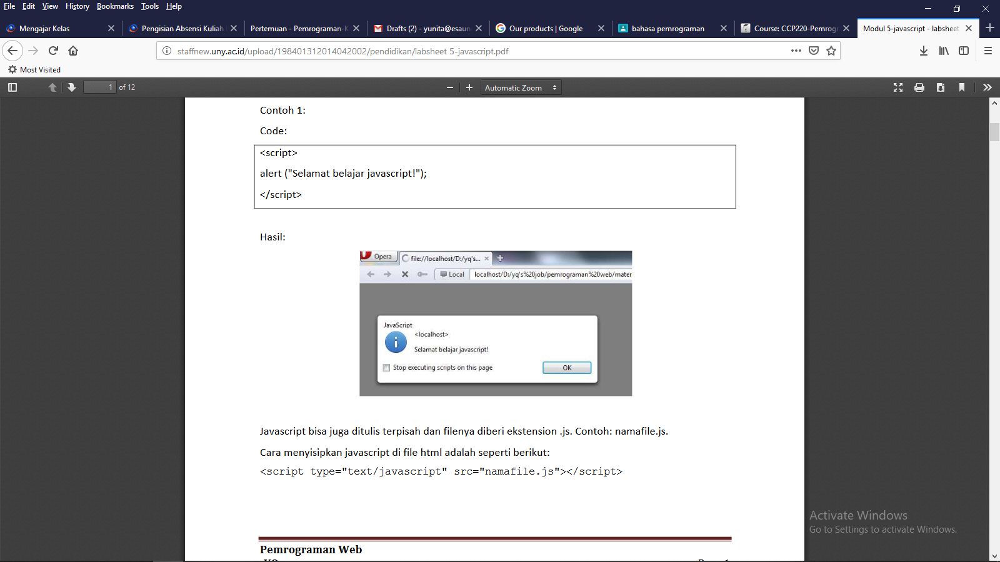 File Edit View History Bookmarks Tools Help
Mengajar Kelas
Pengisian Absensi Kuliah
Pertemuan - Pemrograman-K
Drafts (2) - yunita@esaun
Our products | Google
bahasa pemrograman
Course: CCP220-Pemrogr
Modul 5-javascript - labsheet
staffnew.uny.ac.id/upload/198401312014042002/pendidikan/labsheet 5-javascript.pdf
Most Visited
1 of 12
Automatic Zoom
Contoh 1:
Code:
<script>
alert ("Selamat belajar javascript!");
</script>
Hasil:
Opera
file://localhost/D:/yq's...
Local
localhost/D:/yq's%20job/pemrograman%20web/mater
JavaScript
<localhost>
Selamat belajar javascript!
Stop executing scripts on this page
OK
Javascript bisa juga ditulis terpisah dan filenya diberi ekstension .js. Contoh: namafile.js.
Cara menyisipkan javascript di file html adalah seperti berikut:
<script type="text/javascript" src="namafile.js"></script>
Activate Windows
Go to Settings to activate Windows.
Pemrograman Web